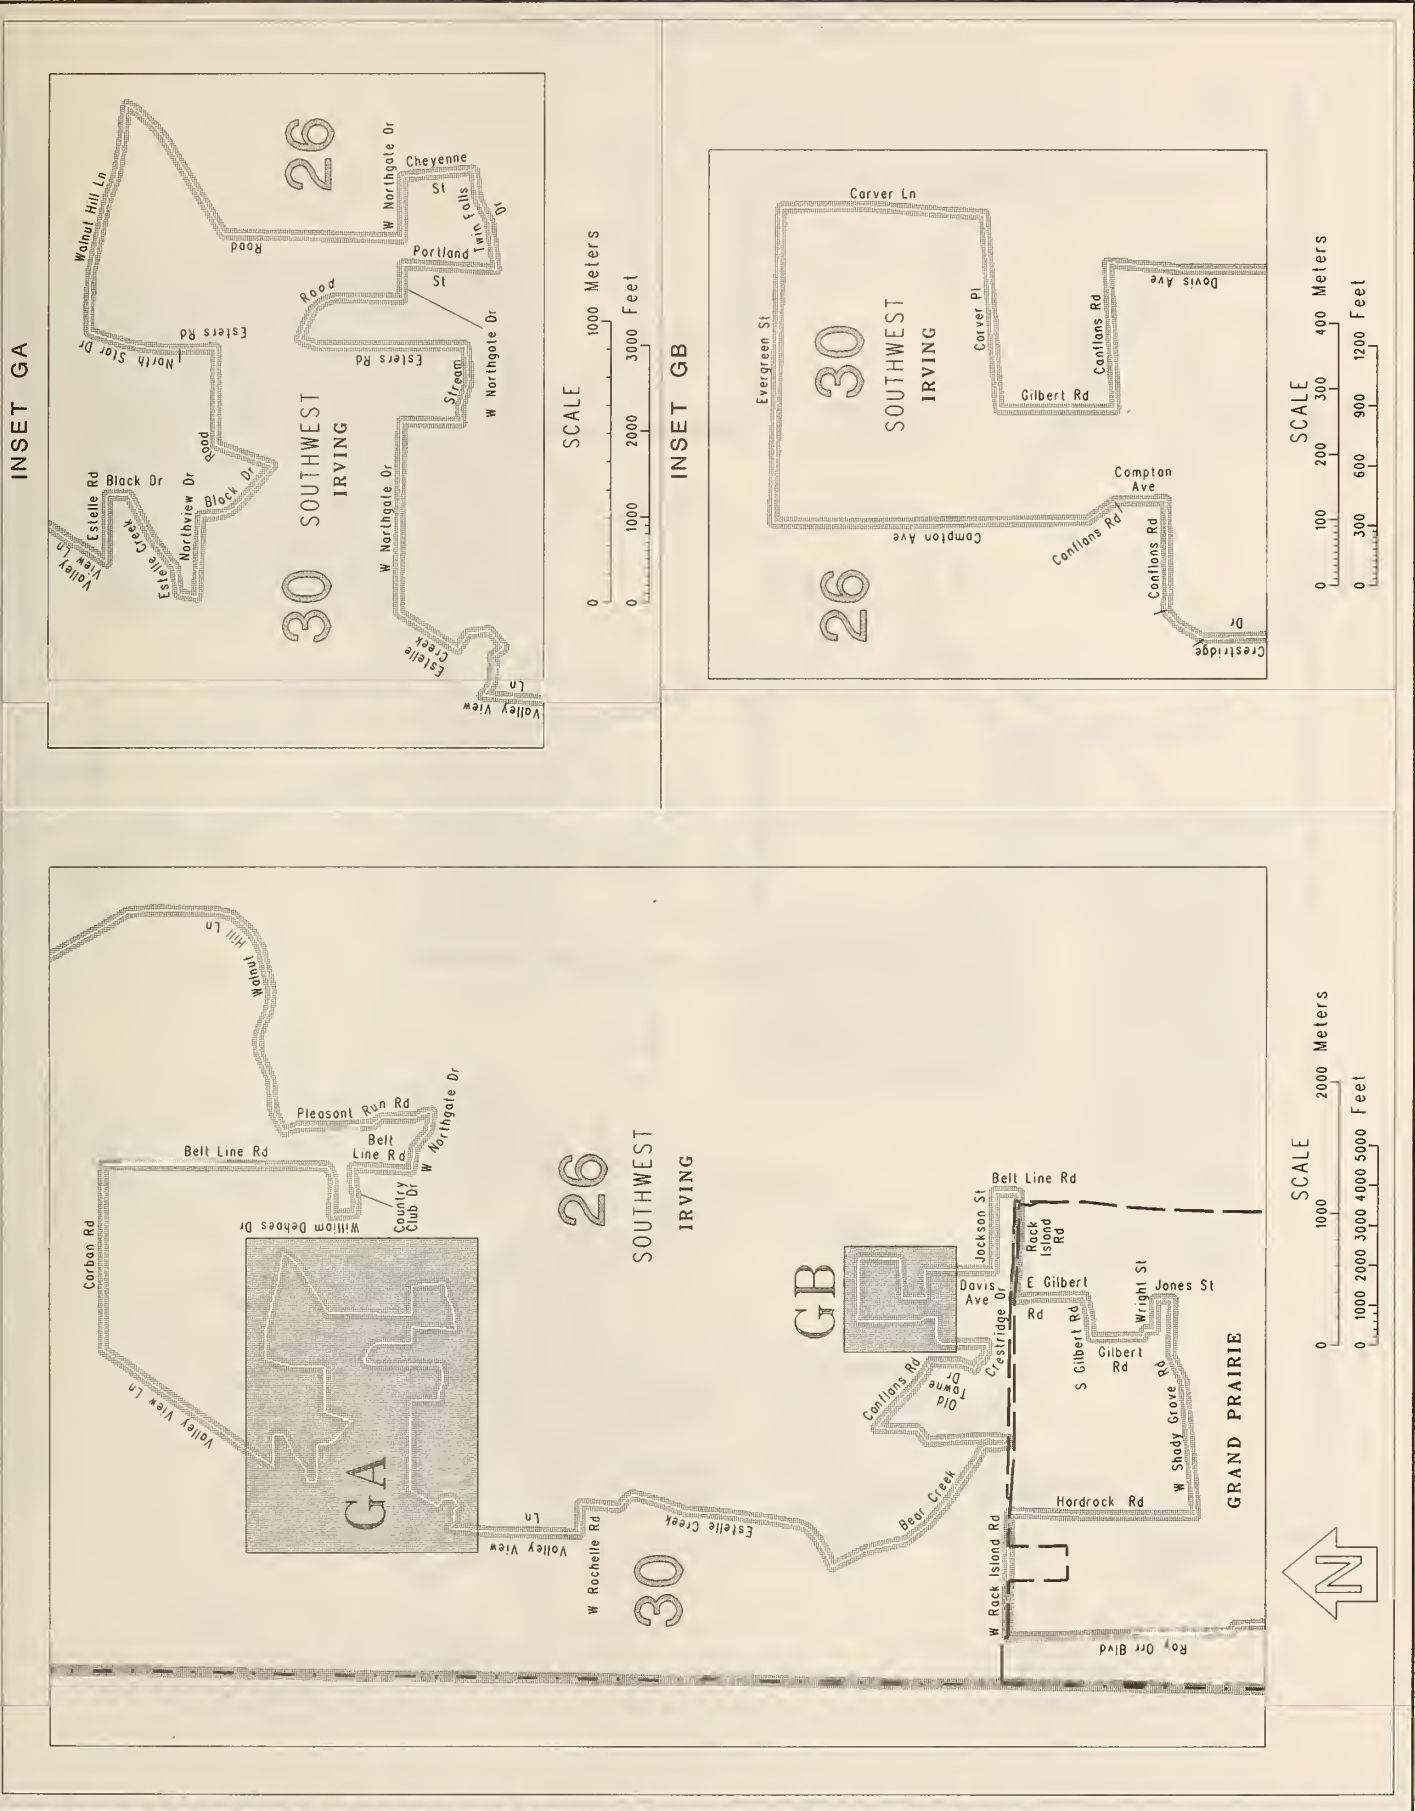 INSET GA
Walnut Hill Ln
North Star Dr
Esters Rd
Road
Black Dr
Northview Dr
Estelle Creek
Black Dr
Estelle Rd
Valley
View Ln
Road
26
W Northgate Dr
Cheyenne
St
Twin Falls
Dr
Portland
St
W Northgate Dr
Road
Esters Rd
Stream
W Northgate Dr
Estelle
Creek
Valley View
Ln
30
SOUTHWEST
IRVING
SCALE
0 1000 Meters
0 1000 2000 3000 Feet
INSET GB
Evergreen St
Carver Ln
Carver Pl
Gilbert Rd
Conflans Rd
Davis Ave
Compton Ave
Conflans Rd
Compton
Ave
Conflans Rd
Crestridge
Dr
26
30
SOUTHWEST
IRVING
SCALE
0 100 200 300 400 Meters
0 300 600 900 1200 Feet
Walnut Hill
Ln
Pleasant Run Rd
W Northgate Dr
Belt
Line Rd
Country
Club Dr
William Dehaes Dr
Belt Line Rd
Corban Rd
Valley View Ln
GA
Valley View
Ln
W Rochelle Rd
Estelle Creek
Bear Creek
30
26
SOUTHWEST
IRVING
GB
Conflans Rd
Old
Towne
Dr
Crestridge Dr
Davis
Ave
Jackson St
Belt Line Rd
Rock
Island
Rd
E Gilbert
Rd
S Gilbert Rd
Gilbert
Rd
Wright St
Jones St
W Shady Grove Rd
Hardrock Rd
W Rock Island Rd
Roy Orr Blvd
GRAND PRAIRIE
N
SCALE
0 1000 2000 Meters
0 1000 2000 3000 4000 5000 Feet